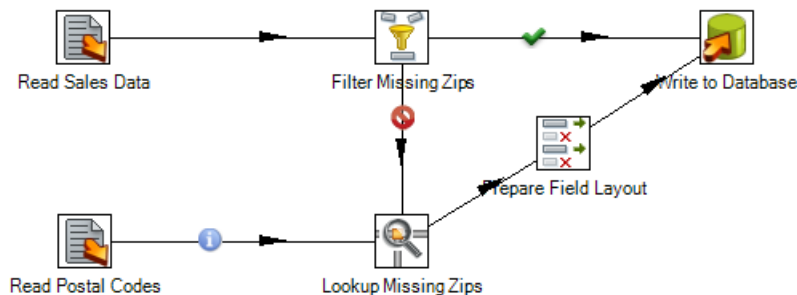 Read Sales Data
Filter Missing Zips
Write to Database
Prepare Field Layout
Read Postal Codes
Lookup Missing Zips